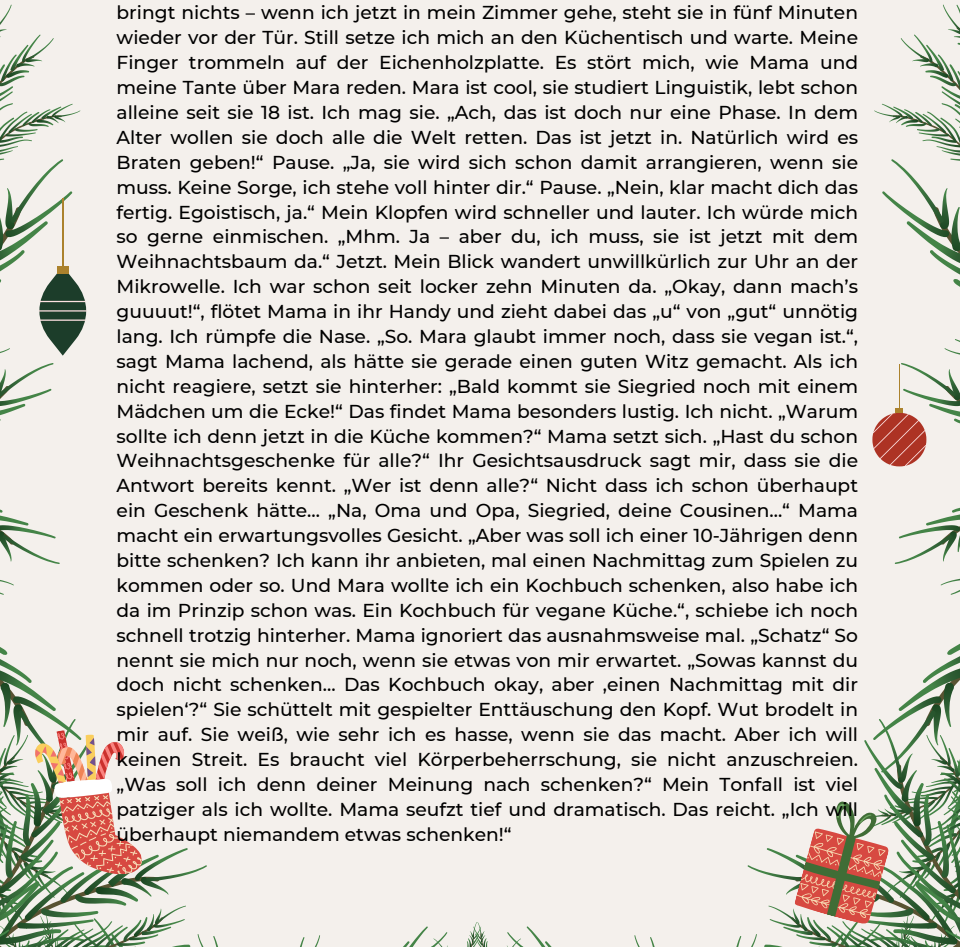 bringt nichts – wenn ich jetzt in mein Zimmer gehe, steht sie in fünf Minuten
wieder vor der Tür. Still setze ich mich an den Küchentisch und warte. Meine
Finger trommeln auf der Eichenholzplatte. Es stört mich, wie Mama und
meine Tante über Mara reden. Mara ist cool, sie studiert Linguistik, lebt schon
alleine seit sie 18 ist. Ich mag sie. „Ach, das ist doch nur eine Phase. In dem
Alter wollen sie doch alle die Welt retten. Das ist jetzt in. Natürlich wird es
Braten geben!“ Pause. „Ja, sie wird sich schon damit arrangieren, wenn sie
muss. Keine Sorge, ich stehe voll hinter dir.“ Pause. „Nein, klar macht dich das
fertig. Egoistisch, ja.“ Mein Klopfen wird schneller und lauter. Ich würde mich
so gerne einmischen. „Mhm. Ja – aber du, ich muss, sie ist jetzt mit dem
Weihnachtsbaum da.“ Jetzt. Mein Blick wandert unwillkürlich zur Uhr an der
Mikrowelle. Ich war schon seit locker zehn Minuten da. „Okay, dann mach’s
guuuut!“, flötet Mama in ihr Handy und zieht dabei das „u“ von „gut“ unnötig
lang. Ich rümpfe die Nase. „So. Mara glaubt immer noch, dass sie vegan ist.“,
sagt Mama lachend, als hätte sie gerade einen guten Witz gemacht. Als ich
nicht reagiere, setzt sie hinterher: „Bald kommt sie Siegried noch mit einem
Mädchen um die Ecke!“ Das findet Mama besonders lustig. Ich nicht. „Warum
sollte ich denn jetzt in die Küche kommen?“ Mama setzt sich. „Hast du schon
Weihnachtsgeschenke für alle?“ Ihr Gesichtsausdruck sagt mir, dass sie die
Antwort bereits kennt. „Wer ist denn alle?“ Nicht dass ich schon überhaupt
ein Geschenk hätte... „Na, Oma und Opa, Siegried, deine Cousinen...“ Mama
macht ein erwartungsvolles Gesicht. „Aber was soll ich einer 10-Jährigen denn
bitte schenken? Ich kann ihr anbieten, mal einen Nachmittag zum Spielen zu
kommen oder so. Und Mara wollte ich ein Kochbuch schenken, also habe ich
da im Prinzip schon was. Ein Kochbuch für vegane Küche.“, schiebe ich noch
schnell trotzig hinterher. Mama ignoriert das ausnahmsweise mal. „Schatz“ So
nennt sie mich nur noch, wenn sie etwas von mir erwartet. „Sowas kannst du
doch nicht schenken... Das Kochbuch okay, aber ‚einen Nachmittag mit dir
spielen‘?“ Sie schüttelt mit gespielter Enttäuschung den Kopf. Wut brodelt in
mir auf. Sie weiß, wie sehr ich es hasse, wenn sie das macht. Aber ich will
keinen Streit. Es braucht viel Körperbeherrschung, sie nicht anzuschreien.
„Was soll ich denn deiner Meinung nach schenken?“ Mein Tonfall ist viel
patziger als ich wollte. Mama seufzt tief und dramatisch. Das reicht. „Ich will
überhaupt niemandem etwas schenken!“